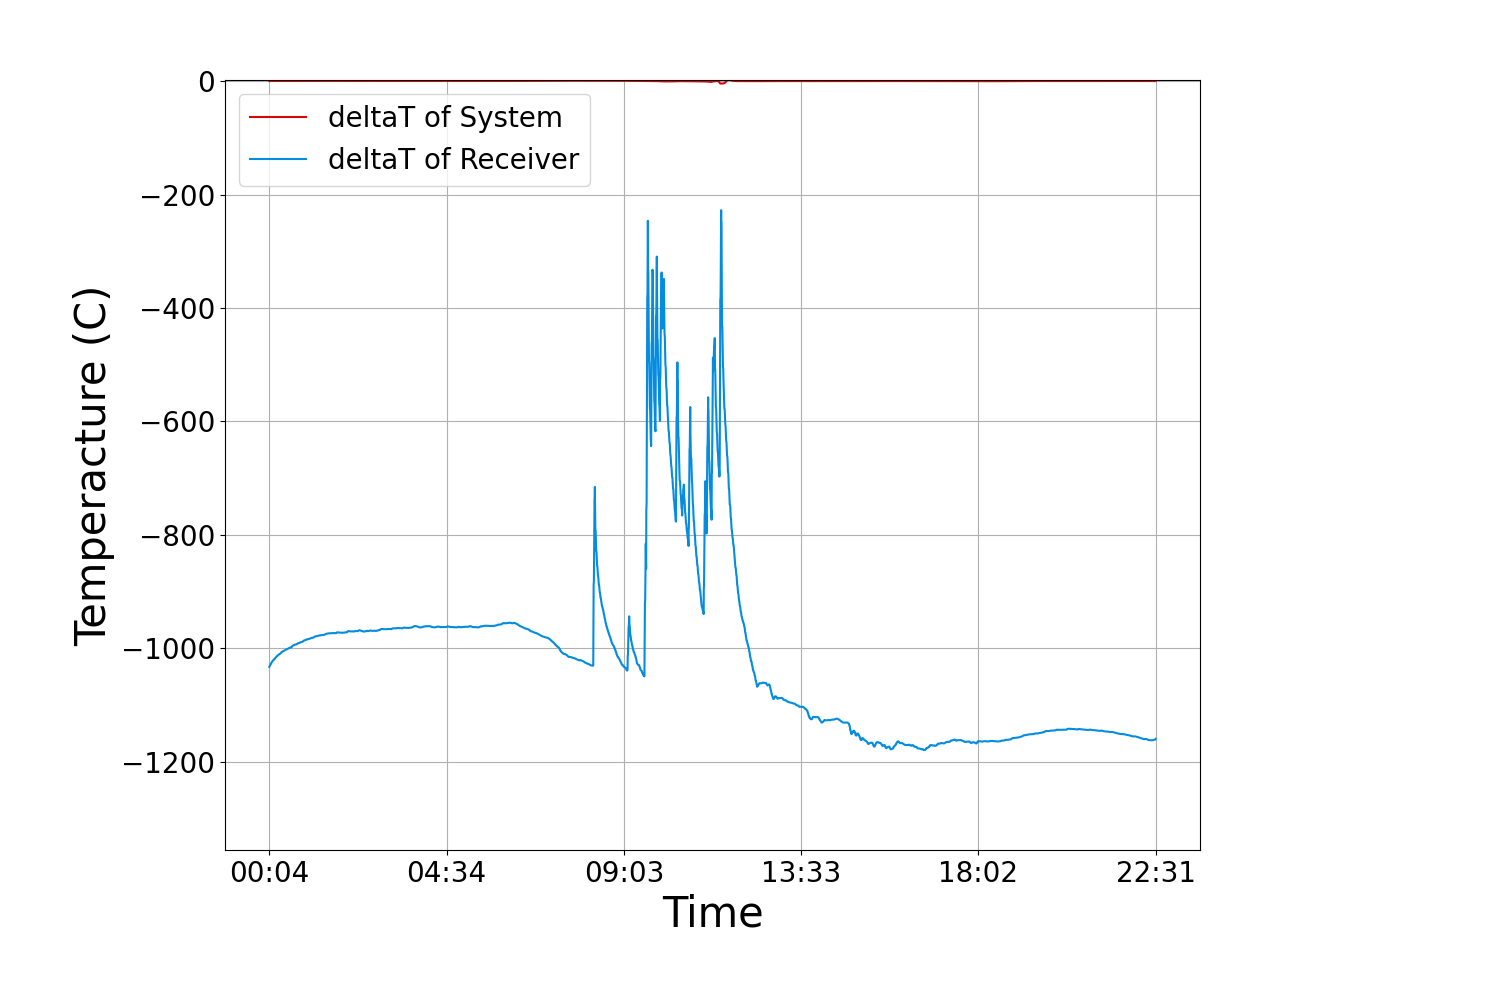 0
−200
−400
−600
−800
−1000
−1200
Temperacture (C)
deltaT of System
deltaT of Receiver
00:04 04:34 09:03 13:33 18:02 22:31
Time